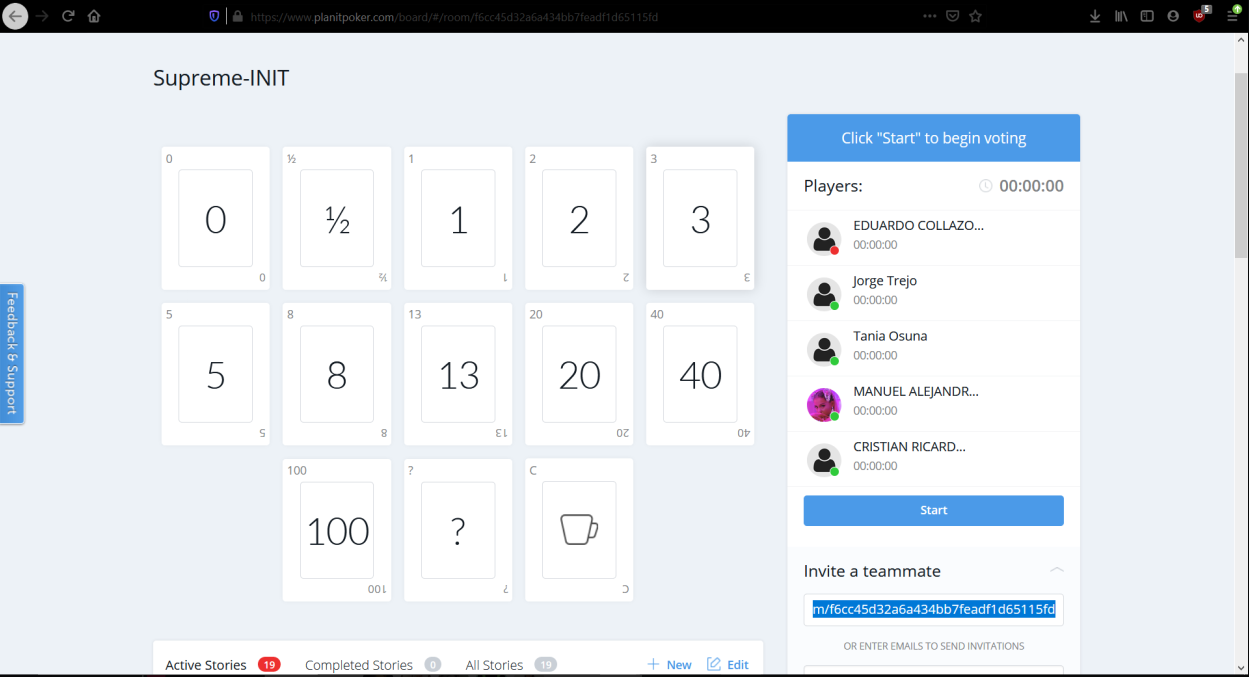 https://www.planitpoker.com/board/#/room/f6cc45d32a6a434bb7feadf1d65115fd
5
Supreme-INIT
Click "Start" to begin voting
Players: 00:00:00
EDUARDO COLLAZO...
00:00:00
Jorge Trejo
00:00:00
Tania Osuna
00:00:00
MANUEL ALEJANDR...
00:00:00
CRISTIAN RICARD...
00:00:00
Start
Invite a teammate
m/f6cc45d32a6a434bb7feadf1d65115fd
OR ENTER EMAILS TO SEND INVITATIONS
0 ½ 1 2 3
0 ½ 1 2 3
0 ½ 1 2 3
5 8 13 20 40
5 8 13 20 40
5 8 13 20 40
100 ? C
100 ?
100 ? C
Active Stories 19 Completed Stories 0 All Stories 19 New Edit
Feedback & Support